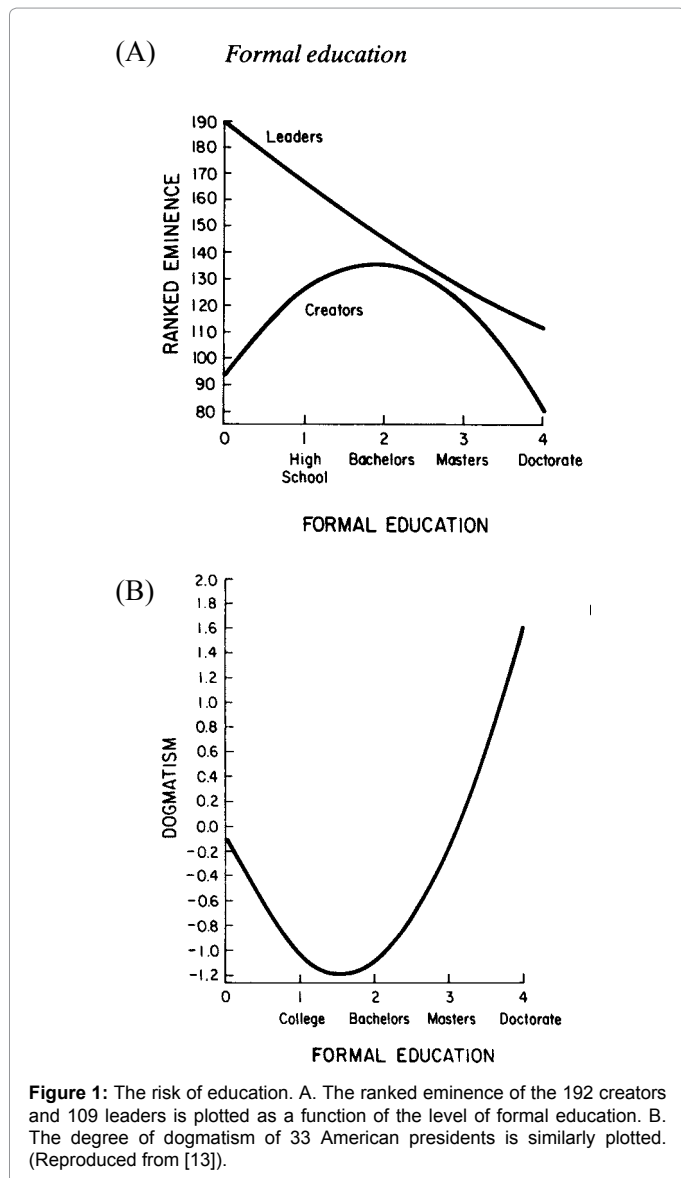 (A) Formal education
190
180
170
160
150
140
130
120
110
100
90
80
RANKED EMINENCE
Leaders
Creators
0 1 2 3 4
High School Bachelors Masters Doctorate
FORMAL EDUCATION
(B)
2.0
1.8
1.6
1.4
1.2
1.0
0.8
0.6
0.4
0.2
0.0
-0.2
-0.4
-0.6
-0.8
-1.0
-1.2
DOGMATISM
0 1 2 3 4
College Bachelors Masters Doctorate
FORMAL EDUCATION
Figure 1: The risk of education. A. The ranked eminence of the 192 creators
and 109 leaders is plotted as a function of the level of formal education. B.
The degree of dogmatism of 33 American presidents is similarly plotted.
(Reproduced from [13]).